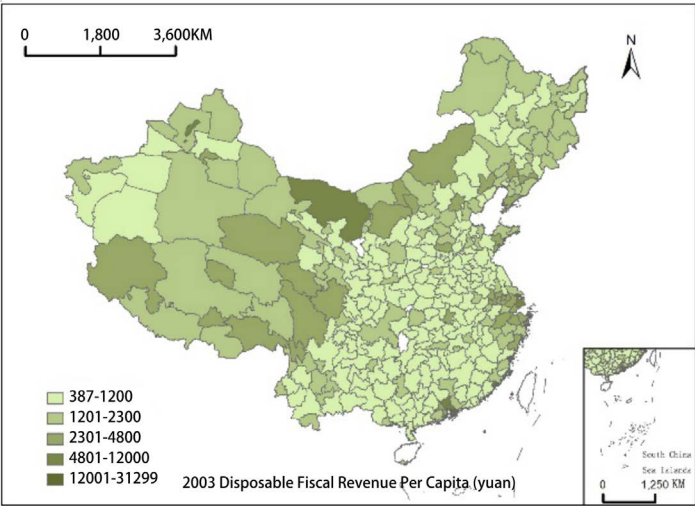 0 1,800 3,600KM
N
387-1200
1201-2300
2301-4800
4801-12000
12001-31299
2003 Disposable Fiscal Revenue Per Capita (yuan)
South China
Sea Islands
0 1,250 KM